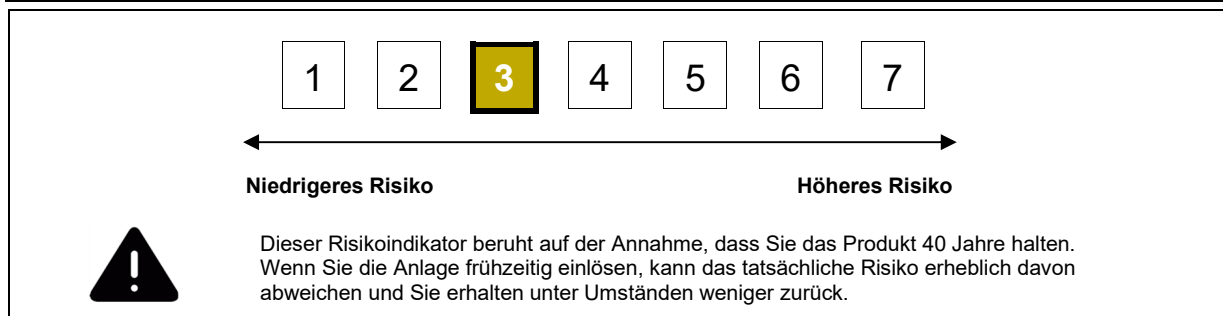 1 2 3 4 5 6 7
Niedrigeres Risiko Höheres Risiko
Dieser Risikoindikator beruht auf der Annahme, dass Sie das Produkt 40 Jahre halten.
Wenn Sie die Anlage frühzeitig einlösen, kann das tatsächliche Risiko erheblich davon
abweichen und Sie erhalten unter Umständen weniger zurück.